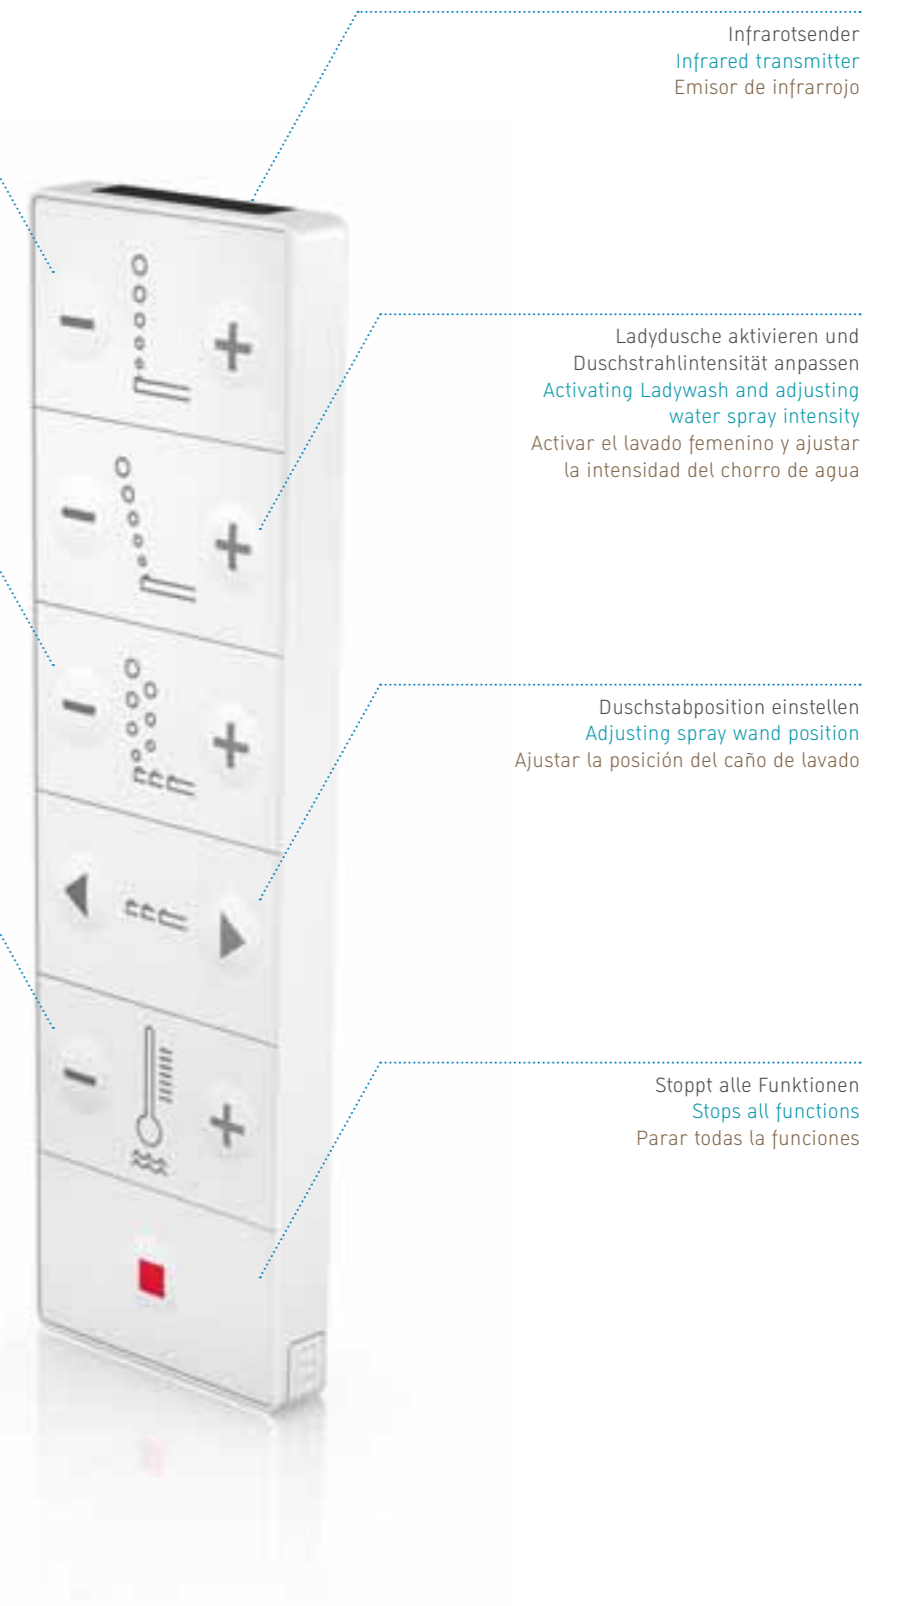 Infrarotsender
Infrared transmitter
Emisor de infrarrojo
Ladydusche aktivieren und
Duschstrahlintensität anpassen
Activating Ladywash and adjusting
water spray intensity
Activar el lavado femenino y ajustar
la intensidad del chorro de agua
Duschstabposition einstellen
Adjusting spray wand position
Ajustar la posición del caño de lavado
Stoppt alle Funktionen
Stops all functions
Parar todas la funciones